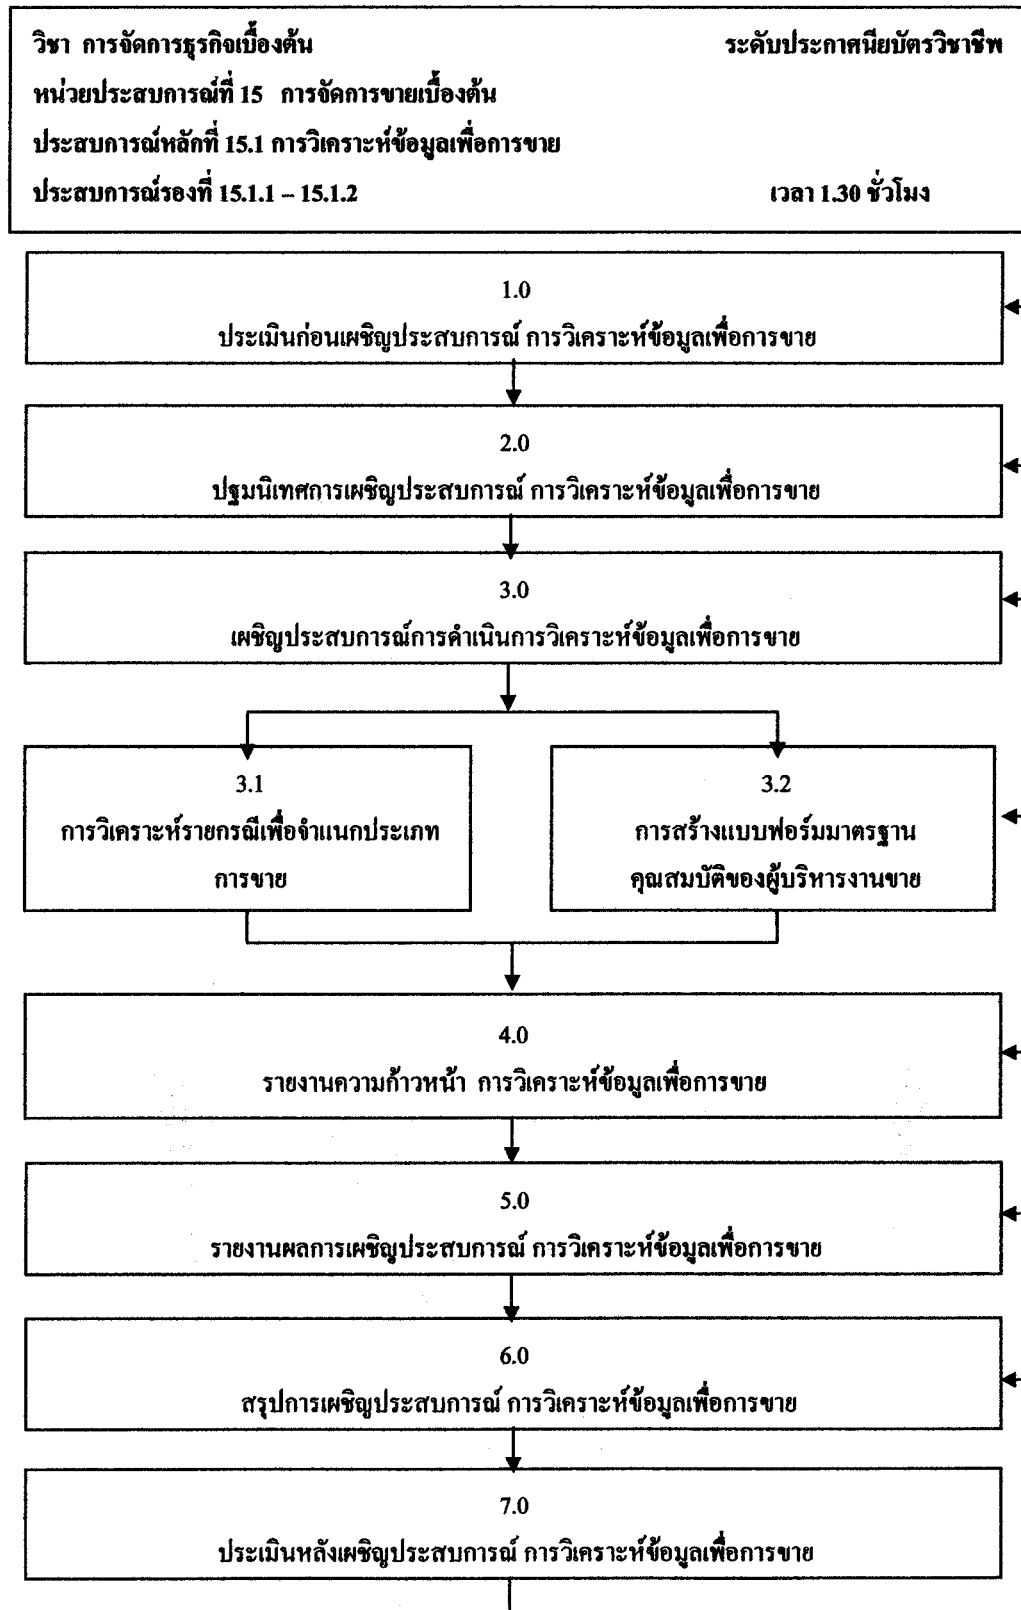 วิชา การจัดการธุรกิจเบื้องต้น ระดับประกาศนียบัตรวิชาชีพ
หน่วยประสบการณ์ที่ 15 การจัดการขายเบื้องต้น
ประสบการณ์หลักที่ 15.1 การวิเคราะห์ข้อมูลเพื่อการขาย
ประสบการณ์รองที่ 15.1.1 – 15.1.2 เวลา 1.30 ชั่วโมง
1.0
ประเมินก่อนเผชิญประสบการณ์ การวิเคราะห์ข้อมูลเพื่อการขาย
2.0
ปฐมนิเทศการเผชิญประสบการณ์ การวิเคราะห์ข้อมูลเพื่อการขาย
3.0
เผชิญประสบการณ์การดำเนินการวิเคราะห์ข้อมูลเพื่อการขาย
3.1
การวิเคราะห์รายกรณีเพื่อจำแนกประเภท
การขาย
3.2
การสร้างแบบฟอร์มมาตรฐาน
คุณสมบัติของผู้บริหารงานขาย
4.0
รายงานความก้าวหน้า การวิเคราะห์ข้อมูลเพื่อการขาย
5.0
รายงานผลการเผชิญประสบการณ์ การวิเคราะห์ข้อมูลเพื่อการขาย
6.0
สรุปการเผชิญประสบการณ์ การวิเคราะห์ข้อมูลเพื่อการขาย
7.0
ประเมินหลังเผชิญประสบการณ์ การวิเคราะห์ข้อมูลเพื่อการขาย